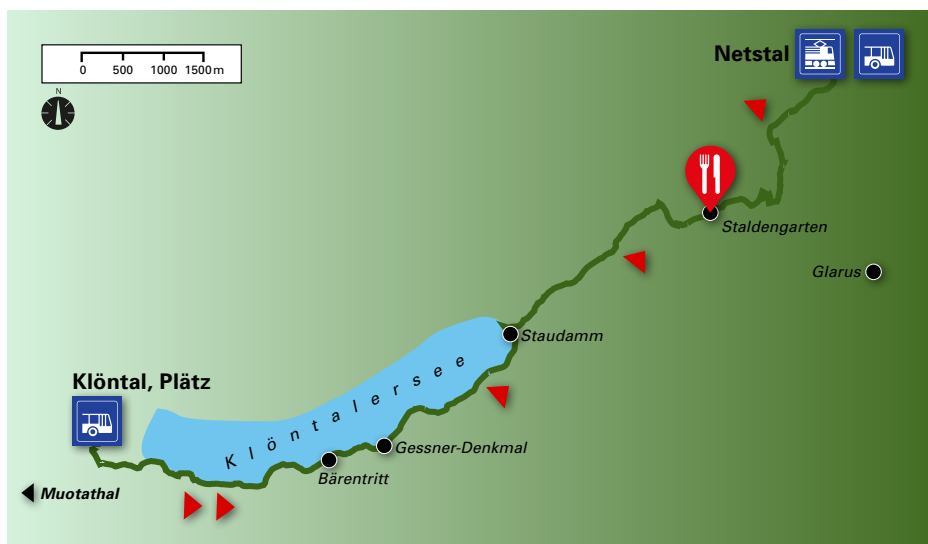 Netstal
0 500 1000 1500 m
N
Staldengarten
Glarus
Staudamm
Klöntal, Plätz
Klöntalersee
Gessner-Denkmal
Bärentritt
Muotathal